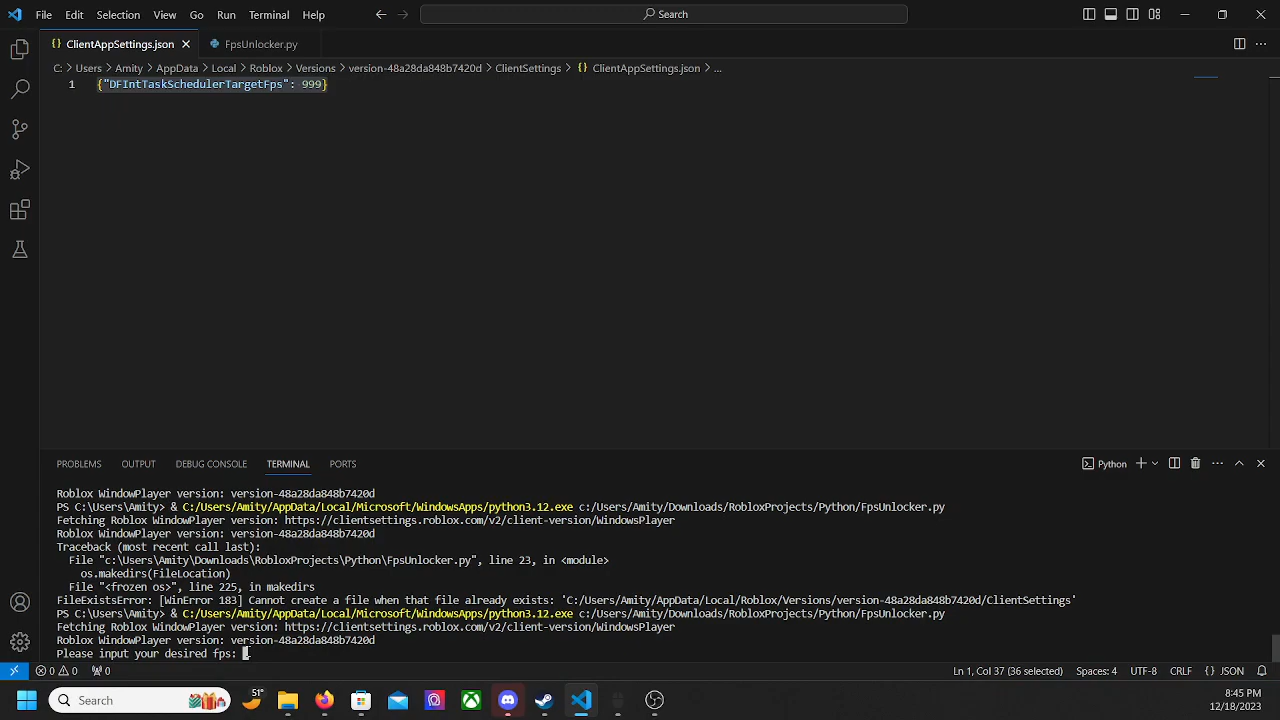 File Edit Selection View Go Run Terminal Help
Search
ClientAppSettings.json
FpsUnlocker.py
C: > Users > Amity > AppData > Local > Roblox > Versions > version-48a28da848b7420d > ClientSettings > {} ClientAppSettings.json > ...
1 {"DFIntTaskSchedulerTargetFps": 999}
PROBLEMS OUTPUT DEBUG CONSOLE TERMINAL PORTS
Python
Roblox WindowPlayer version: version-48a28da848b7420d
PS C:\Users\Amity> & C:/Users/Amity/AppData/Local/Microsoft/WindowsApps/python3.12.exe c:/Users/Amity/Downloads/RobloxProjects/Python/FpsUnlocker.py
Fetching Roblox WindowPlayer version: https://clientsettings.roblox.com/v2/client-version/WindowsPlayer
Roblox WindowPlayer version: version-48a28da848b7420d
Traceback (most recent call last):
File "c:\Users\Amity\Downloads\RobloxProjects\Python\FpsUnlocker.py", line 23, in <module>
os.makedirs(FileLocation)
File "<frozen os>", line 225, in makedirs
FileExistsError: [WinError 183] Cannot create a file when that file already exists: 'C:/Users/Amity/AppData/Local/Roblox/Versions/version-48a28da848b7420d/ClientSettings'
PS C:\Users\Amity> & C:/Users/Amity/AppData/Local/Microsoft/WindowsApps/python3.12.exe c:/Users/Amity/Downloads/RobloxProjects/Python/FpsUnlocker.py
Fetching Roblox WindowPlayer version: https://clientsettings.roblox.com/v2/client-version/WindowsPlayer
Roblox WindowPlayer version: version-48a28da848b7420d
Please input your desired fps:
0 0 0 Ln 1, Col 37 (36 selected) Spaces: 4 UTF-8 CRLF {} JSON
Search
5°
8:45 PM
12/18/2023